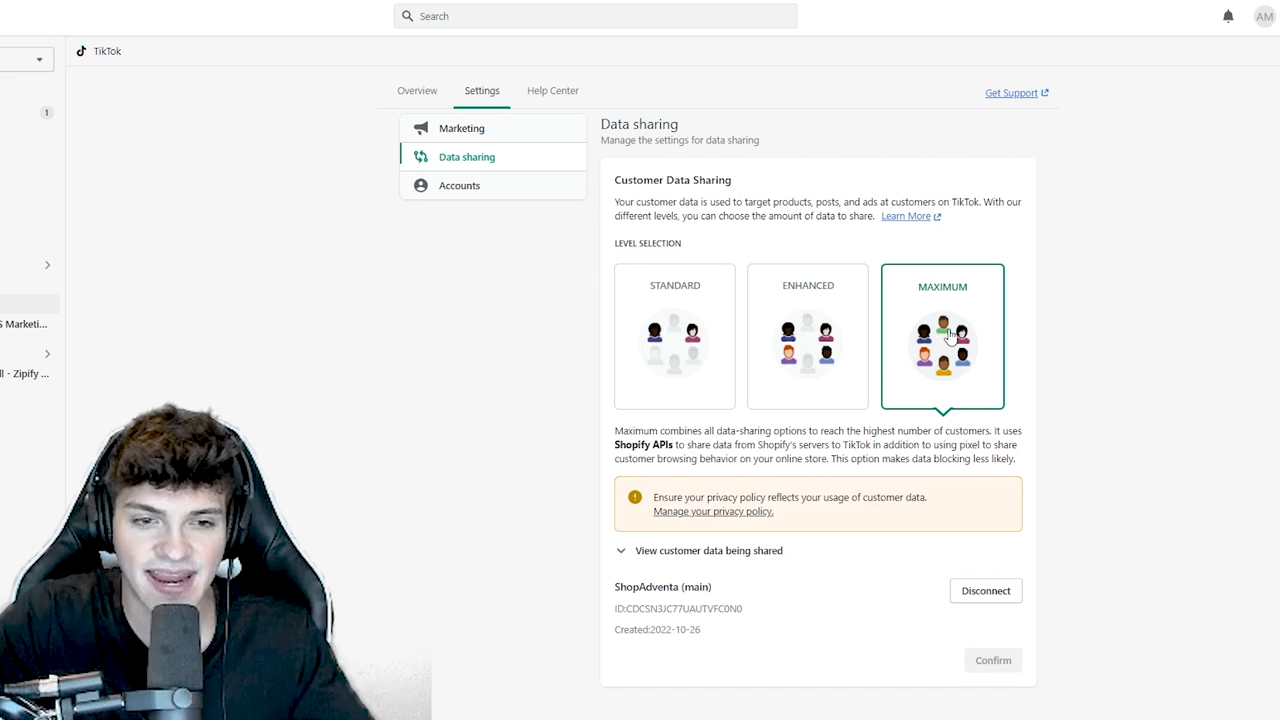 Search
AM
TikTok
1
Overview
Settings
Help Center
Get Support
Marketing
Data sharing
Accounts
Data sharing
Manage the settings for data sharing
Customer Data Sharing
Your customer data is used to target products, posts, and ads at customers on TikTok. With our
different levels, you can choose the amount of data to share. Learn More
LEVEL SELECTION
STANDARD
ENHANCED
MAXIMUM
Maximum combines all data-sharing options to reach the highest number of customers. It uses
Shopify APIs to share data from Shopify's servers to TikTok in addition to using pixel to share
customer browsing behavior on your online store. This option makes data blocking less likely.
Ensure your privacy policy reflects your usage of customer data.
Manage your privacy policy.
View customer data being shared
ShopAdventa (main)
Disconnect
ID:CDCSN3JC77UAUTVFC0N0
Created:2022-10-26
Confirm
S Marketi...
ll - Zipify ...